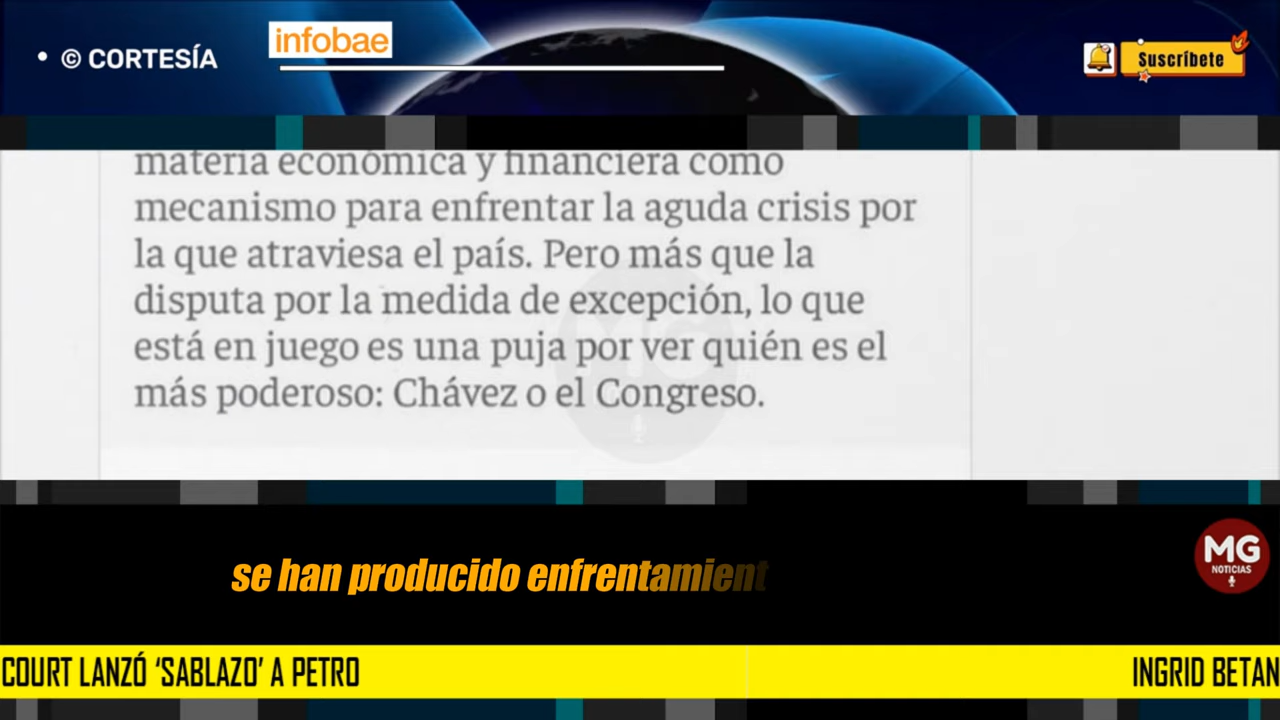 • © CORTESÍA
infobae
Suscríbete
materia económica y financiera como
mecanismo para enfrentar la aguda crisis por
la que atraviesa el país. Pero más que la
disputa por la medida de excepción, lo que
está en juego es una puja por ver quién es el
más poderoso: Chávez o el Congreso.
se han producido enfrentamient
MG
NOTICIAS
COURT LANZÓ ‘SABLAZO’ A PETRO
INGRID BETAN